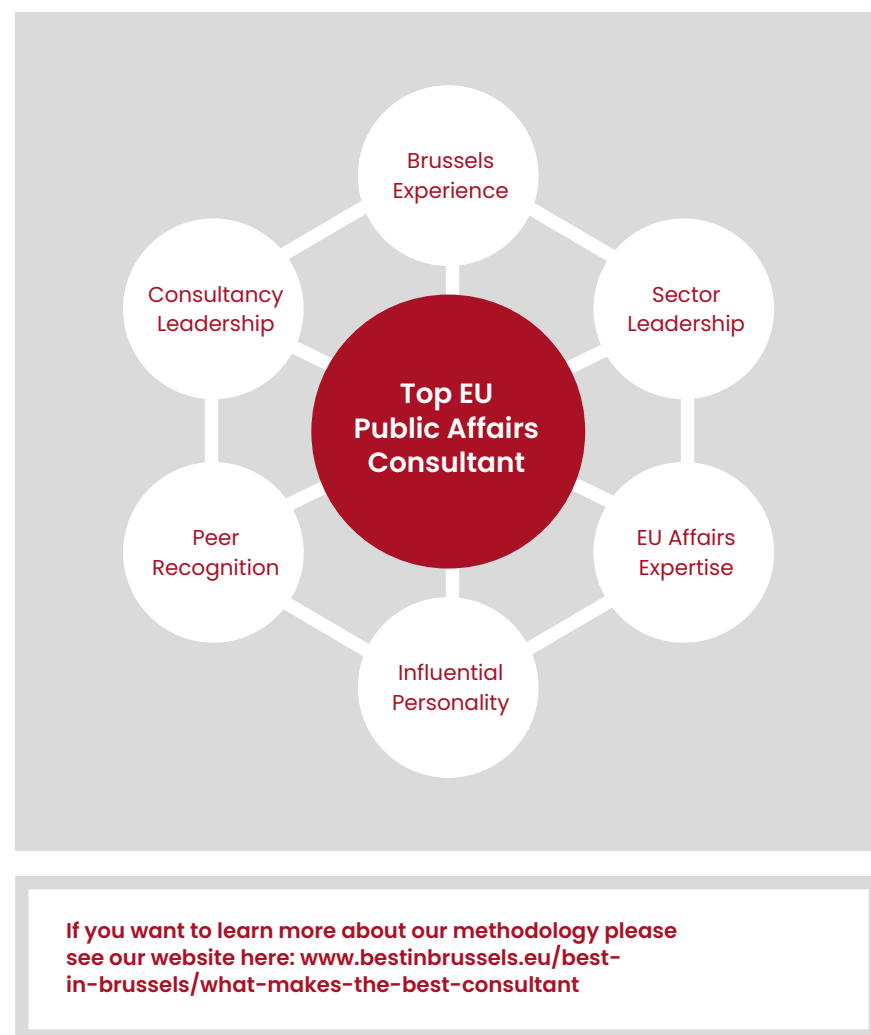 Brussels
Experience
Consultancy
Leadership
Sector
Leadership
Top EU
Public Affairs
Consultant
Peer
Recognition
EU Affairs
Expertise
Influential
Personality
If you want to learn more about our methodology please
see our website here: www.bestinbrussels.eu/best-
in-brussels/what-makes-the-best-consultant